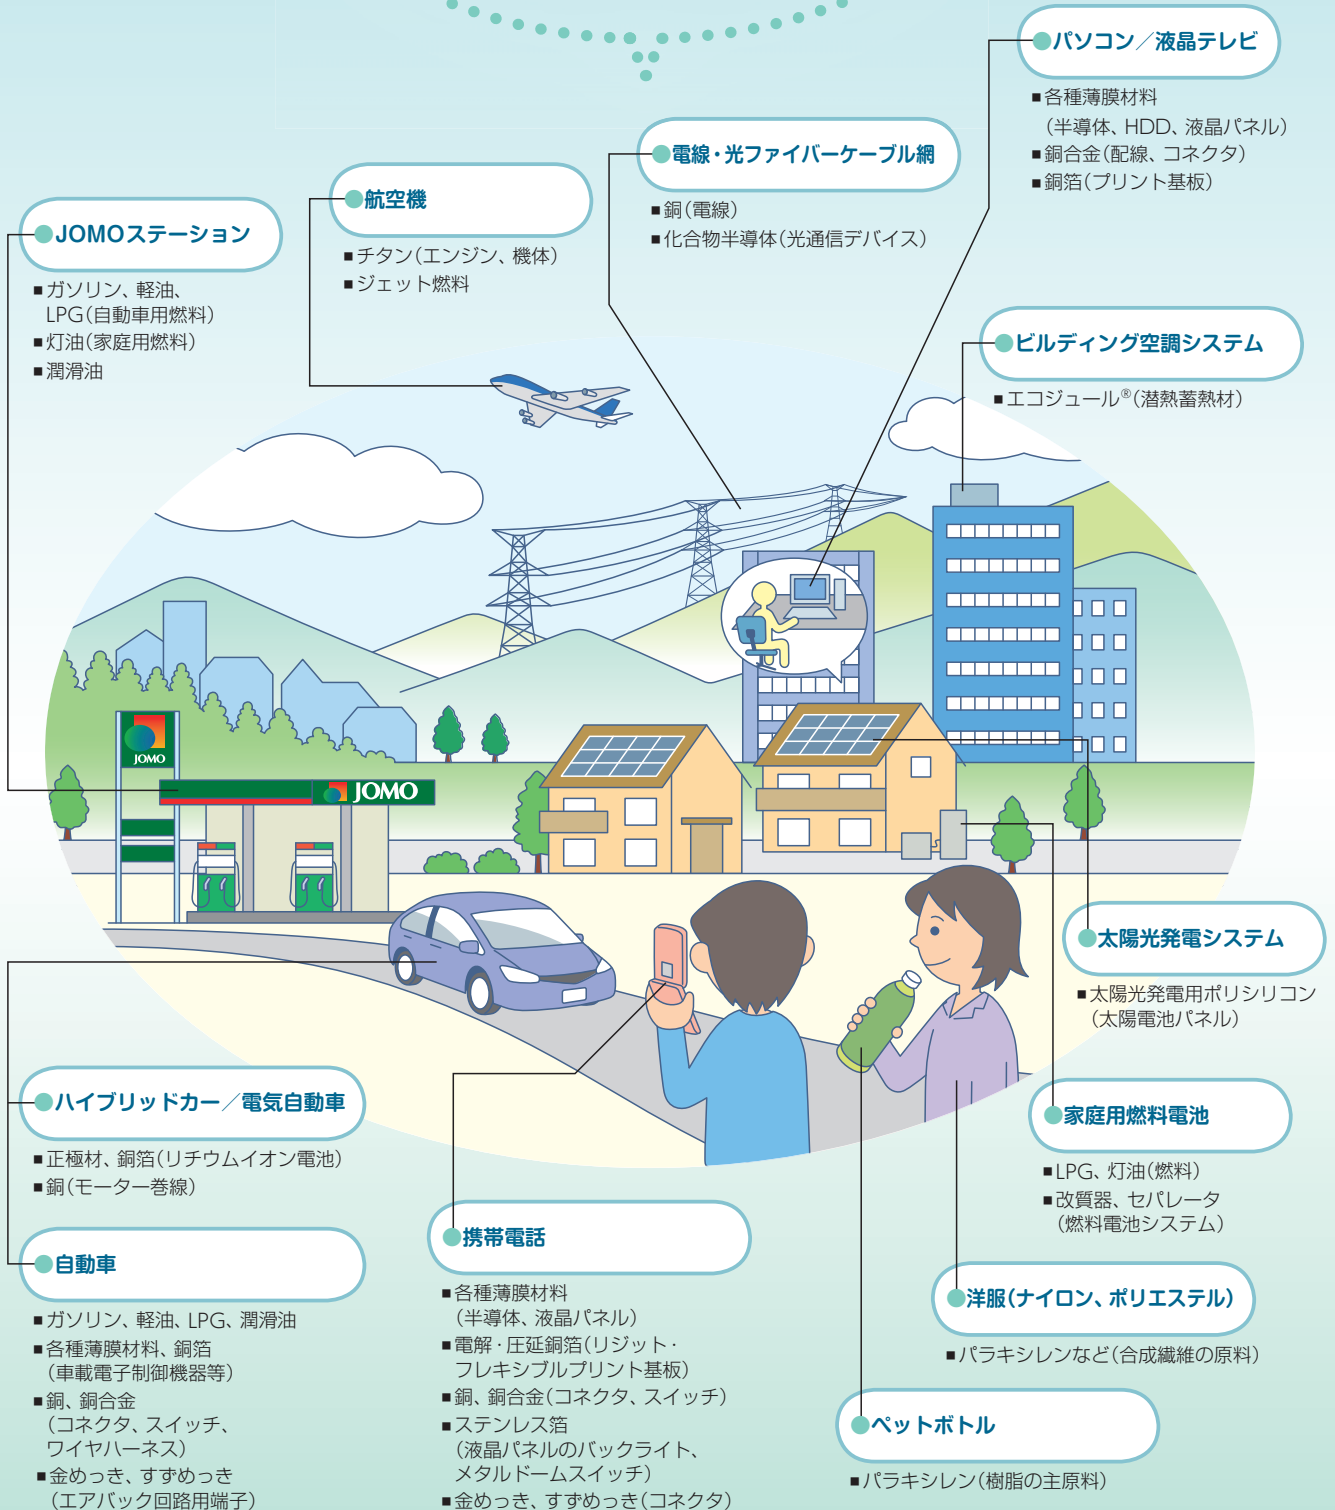 パソコン／液晶テレビ
■各種薄膜材料
（半導体、HDD、液晶パネル）
■銅合金（配線、コネクタ）
■銅箔（プリント基板）
電線・光ファイバーケーブル網
■銅（電線）
■化合物半導体（光通信デバイス）
航空機
■チタン（エンジン、機体）
■ジェット燃料
JOMOステーション
■ガソリン、軽油、
LPG（自動車用燃料）
■灯油（家庭用燃料）
■潤滑油
ビルディング空調システム
■エコジュール®（潜熱蓄熱材）
JOMO
JOMO
太陽光発電システム
■太陽光発電用ポリシリコン
（太陽電池パネル）
家庭用燃料電池
■LPG、灯油（燃料）
■改質器、セパレータ
（燃料電池システム）
ハイブリッドカー／電気自動車
■正極材、銅箔（リチウムイオン電池）
■銅（モーター巻線）
自動車
■ガソリン、軽油、LPG、潤滑油
■各種薄膜材料、銅箔
（車載電子制御機器等）
■銅、銅合金
（コネクタ、スイッチ、
ワイヤハーネス）
■金めっき、すずめっき
（エアバック回路用端子）
携帯電話
■各種薄膜材料
（半導体、液晶パネル）
■電解・圧延銅箔（リジット・
フレキシブルプリント基板）
■銅、銅合金（コネクタ、スイッチ）
■ステンレス箔
（液晶パネルのバックライト、
メタルドームスイッチ）
■金めっき、すずめっき（コネクタ）
洋服（ナイロン、ポリエステル）
■パラキシレンなど（合成繊維の原料）
ペットボトル
■パラキシレン（樹脂の主原料）